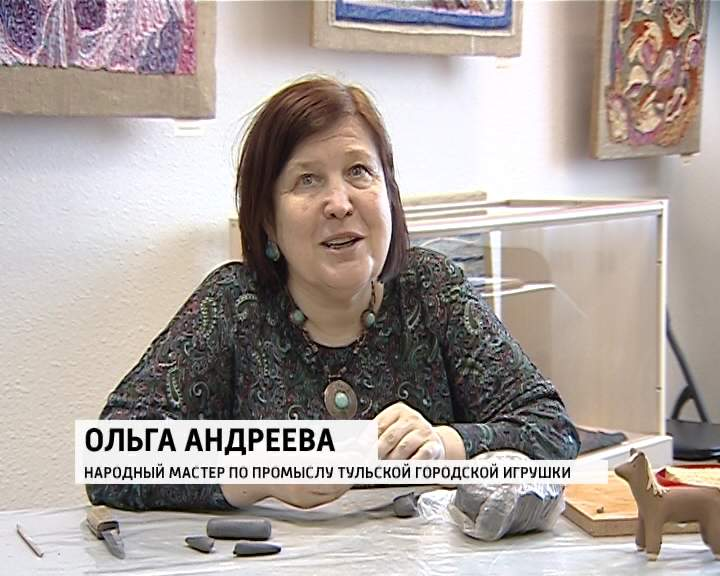 ОЛЬГА АНДРЕЕВА
НАРОДНЫЙ МАСТЕР ПО ПРОМЫСЛУ ТУЛЬСКОЙ ГОРОДСКОЙ ИГРУШКИ